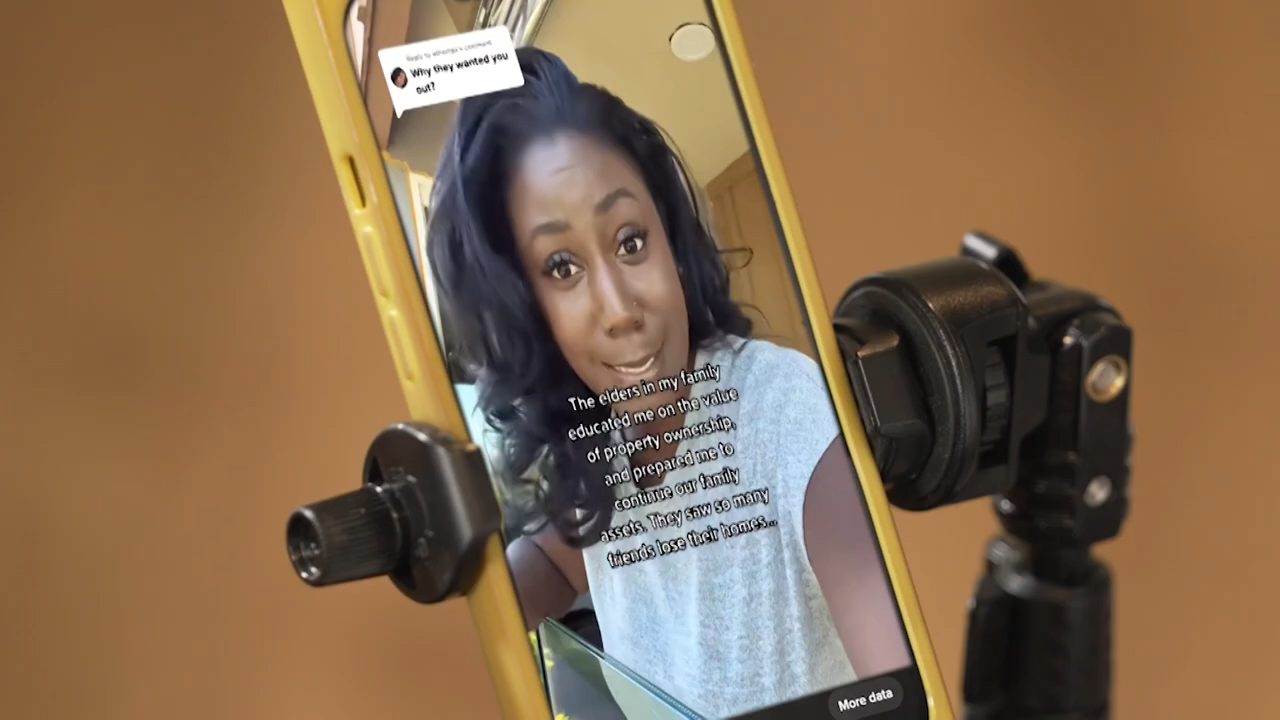 Reply to
comment
Why they wanted you
out?
The elders in my family
educated me on the value
of property ownership,
and prepared me to
continue our family
assets. They saw so many
friends lose their homes...
More data